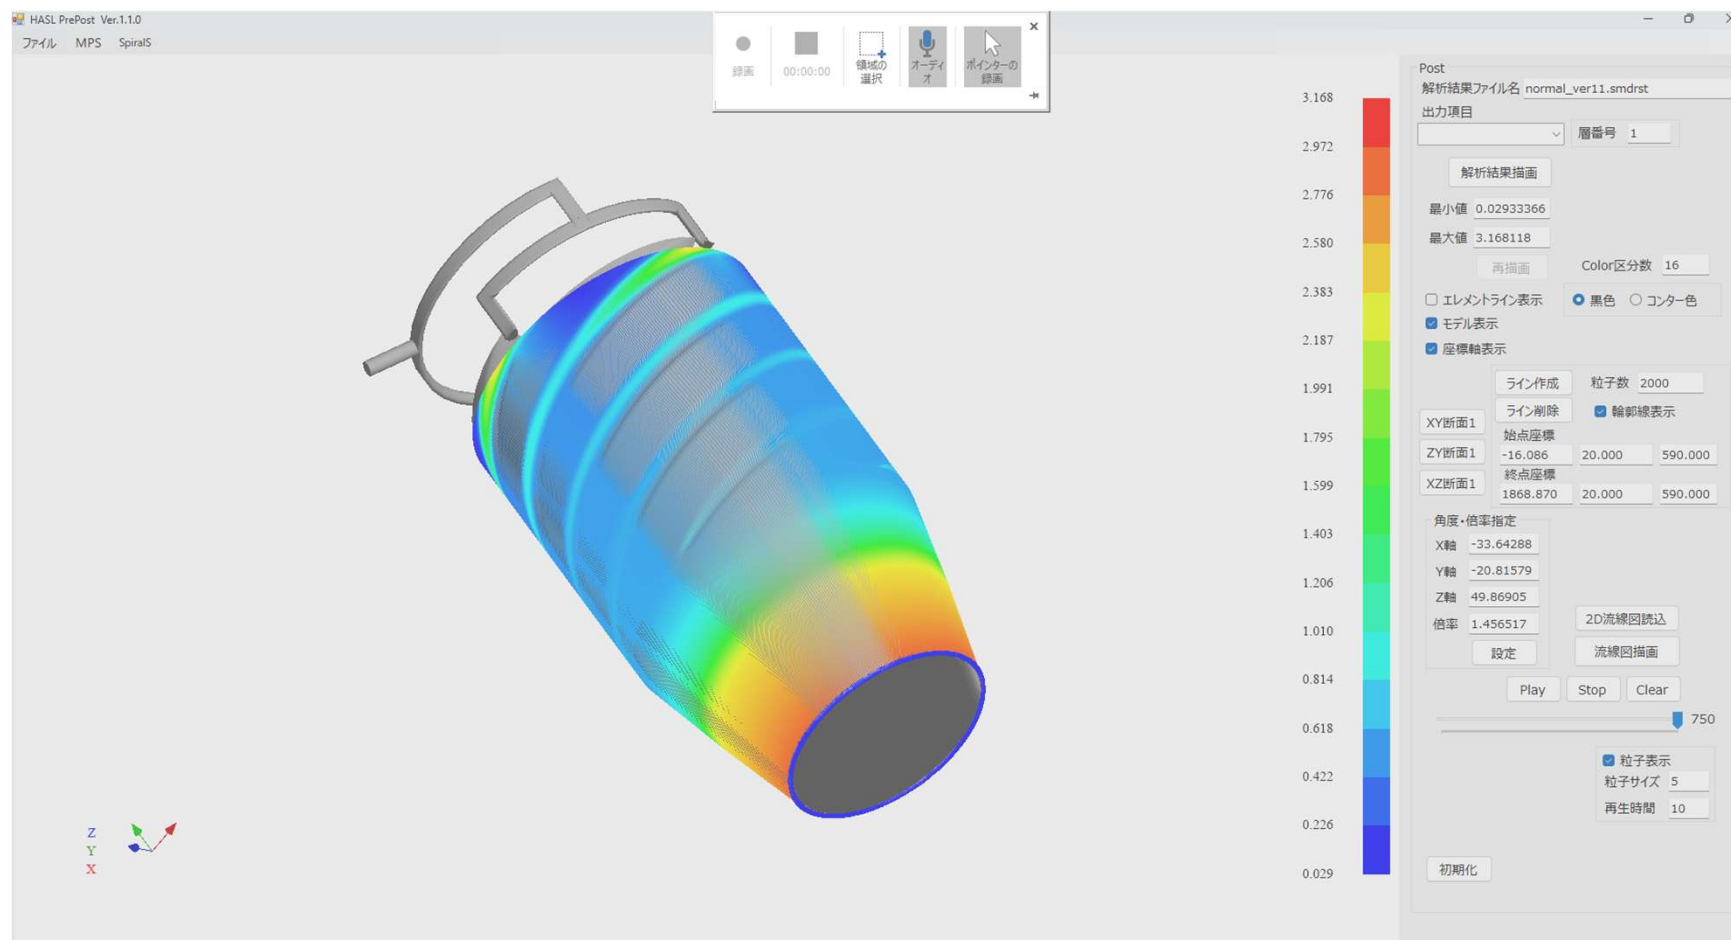 HASL PrePost Ver.1.1.0
ファイル MPS SpiralS
録画 00:00:00 領域の選択 オーディオ ポインターの録画
3.168
2.972
2.776
2.580
2.383
2.187
1.991
1.795
1.599
1.403
1.206
1.010
0.814
0.618
0.422
0.226
0.029
Z
Y
X
Post
解析結果ファイル名 normal_ver11.smdrst
出力項目
層番号 1
解析結果描画
最小値 0.02933366
最大値 3.168118
再描画 Color区分数 16
エレメントライン表示 黒色 コンター色
モデル表示
座標軸表示
ライン作成 粒子数 2000
ライン削除 輪郭線表示
XY断面1
始点座標
ZY断面1 -16.086 20.000 590.000
終点座標
XZ断面1 1868.870 20.000 590.000
角度・倍率指定
X軸 -33.64288
Y軸 -20.81579
Z軸 49.86905
倍率 1.456517
2D流線図読込
設定 流線図描画
Play Stop Clear
750
粒子表示
粒子サイズ 5
再生時間 10
初期化